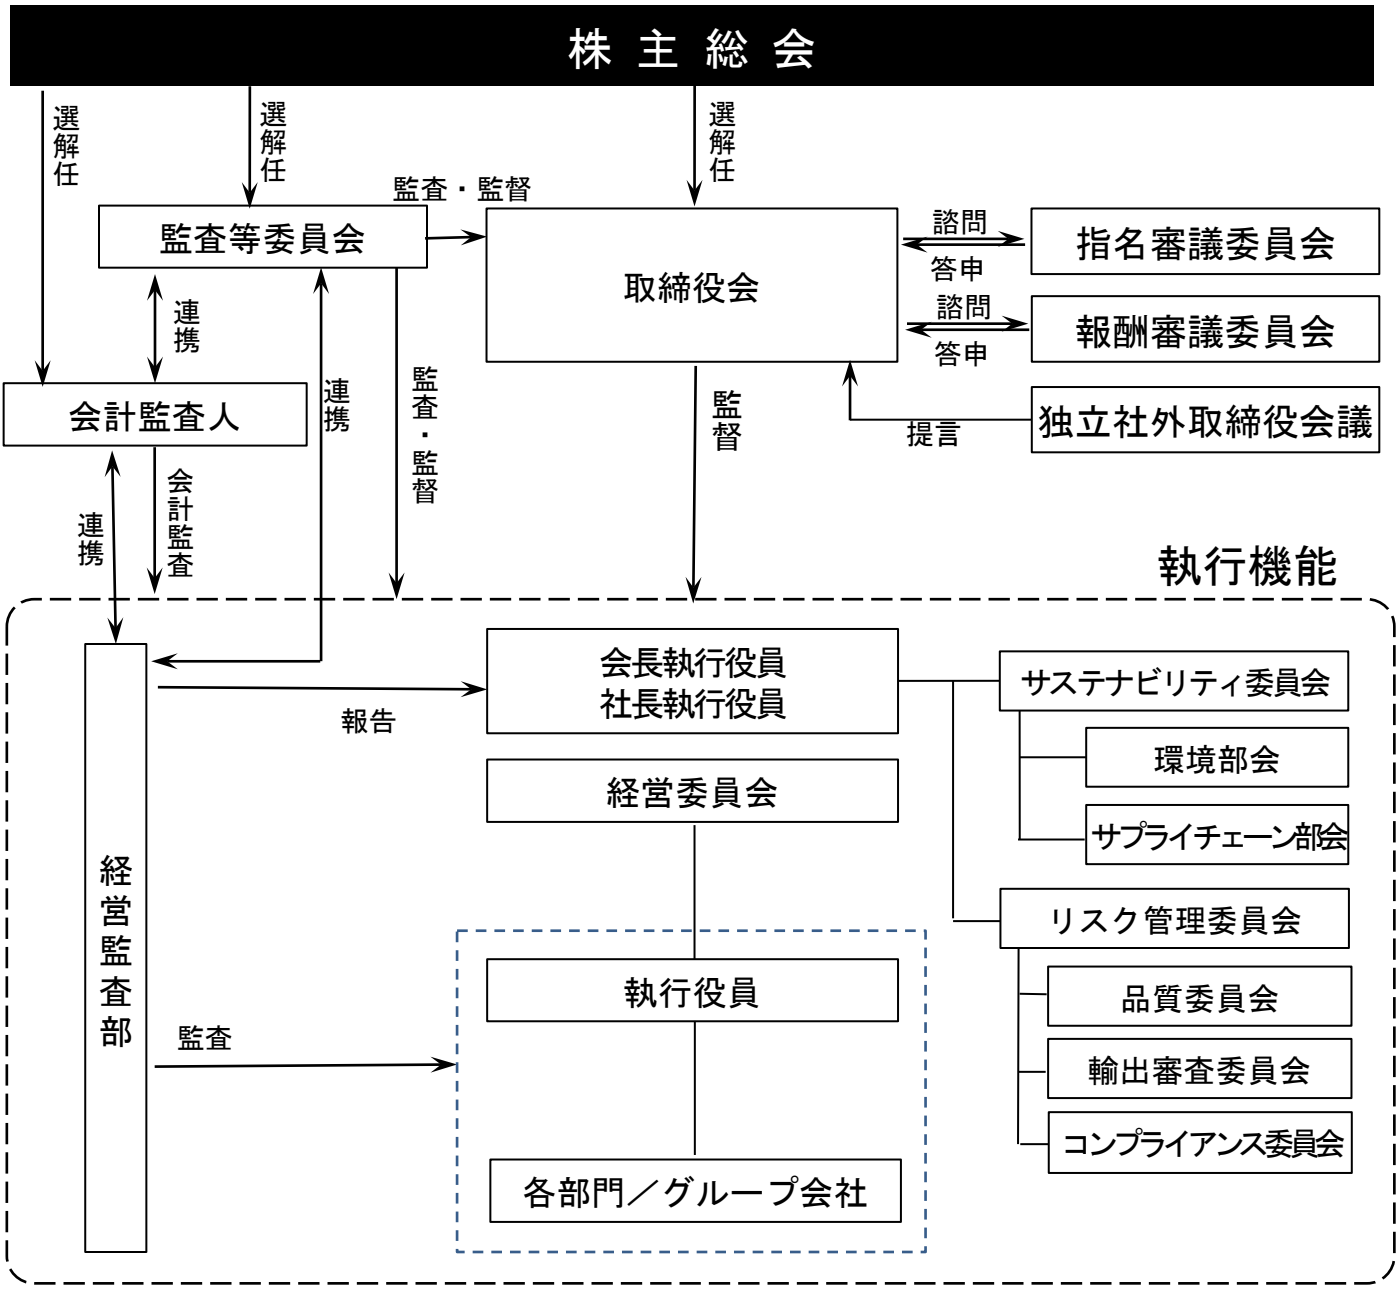 株主総会
選解任
選解任
選解任
監査・監督
監査等委員会
取締役会
諮問
答申
指名審議委員会
諮問
答申
報酬審議委員会
連携
連携
監査・監督
監督
会計監査人
提言
独立社外取締役会議
連携
会計監査
執行機能
会長執行役員
社長執行役員
報告
サステナビリティ委員会
環境部会
経営委員会
サプライチェーン部会
経営監査部
リスク管理委員会
執行役員
品質委員会
監査
輸出審査委員会
コンプライアンス委員会
各部門／グループ会社